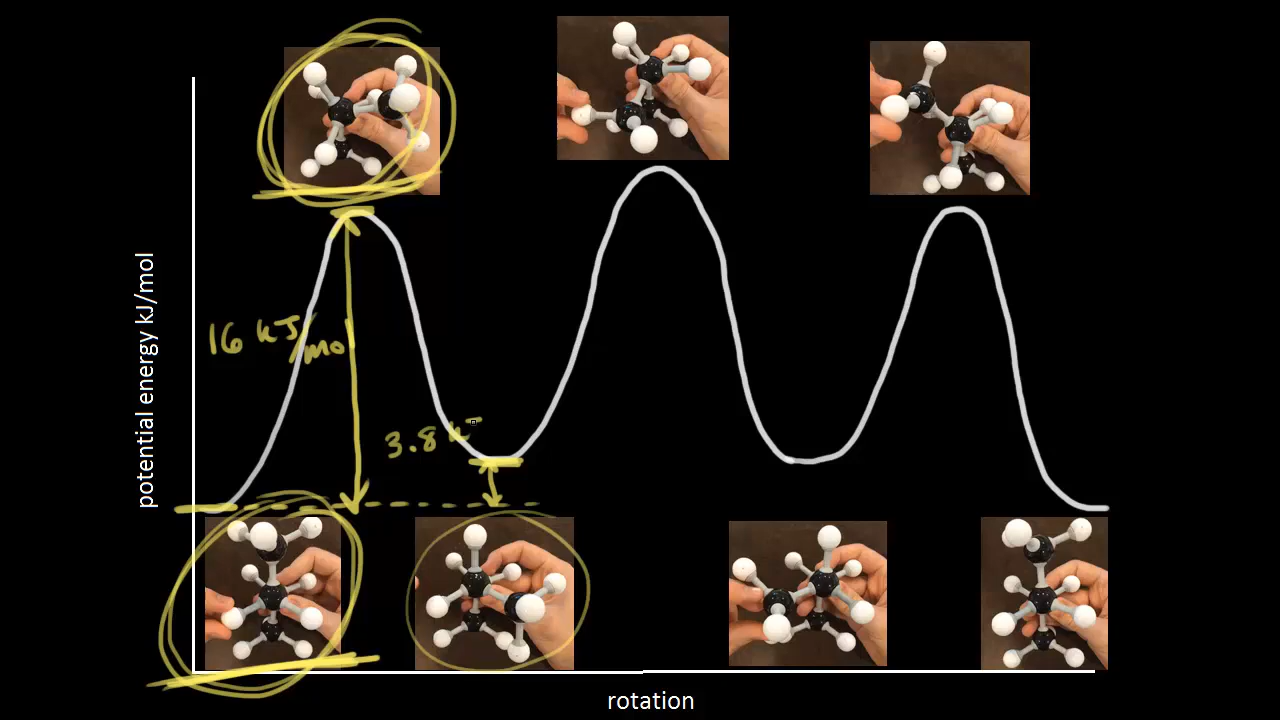 potential energy kJ/mol
16 kJ/mol
3.8 k
rotation